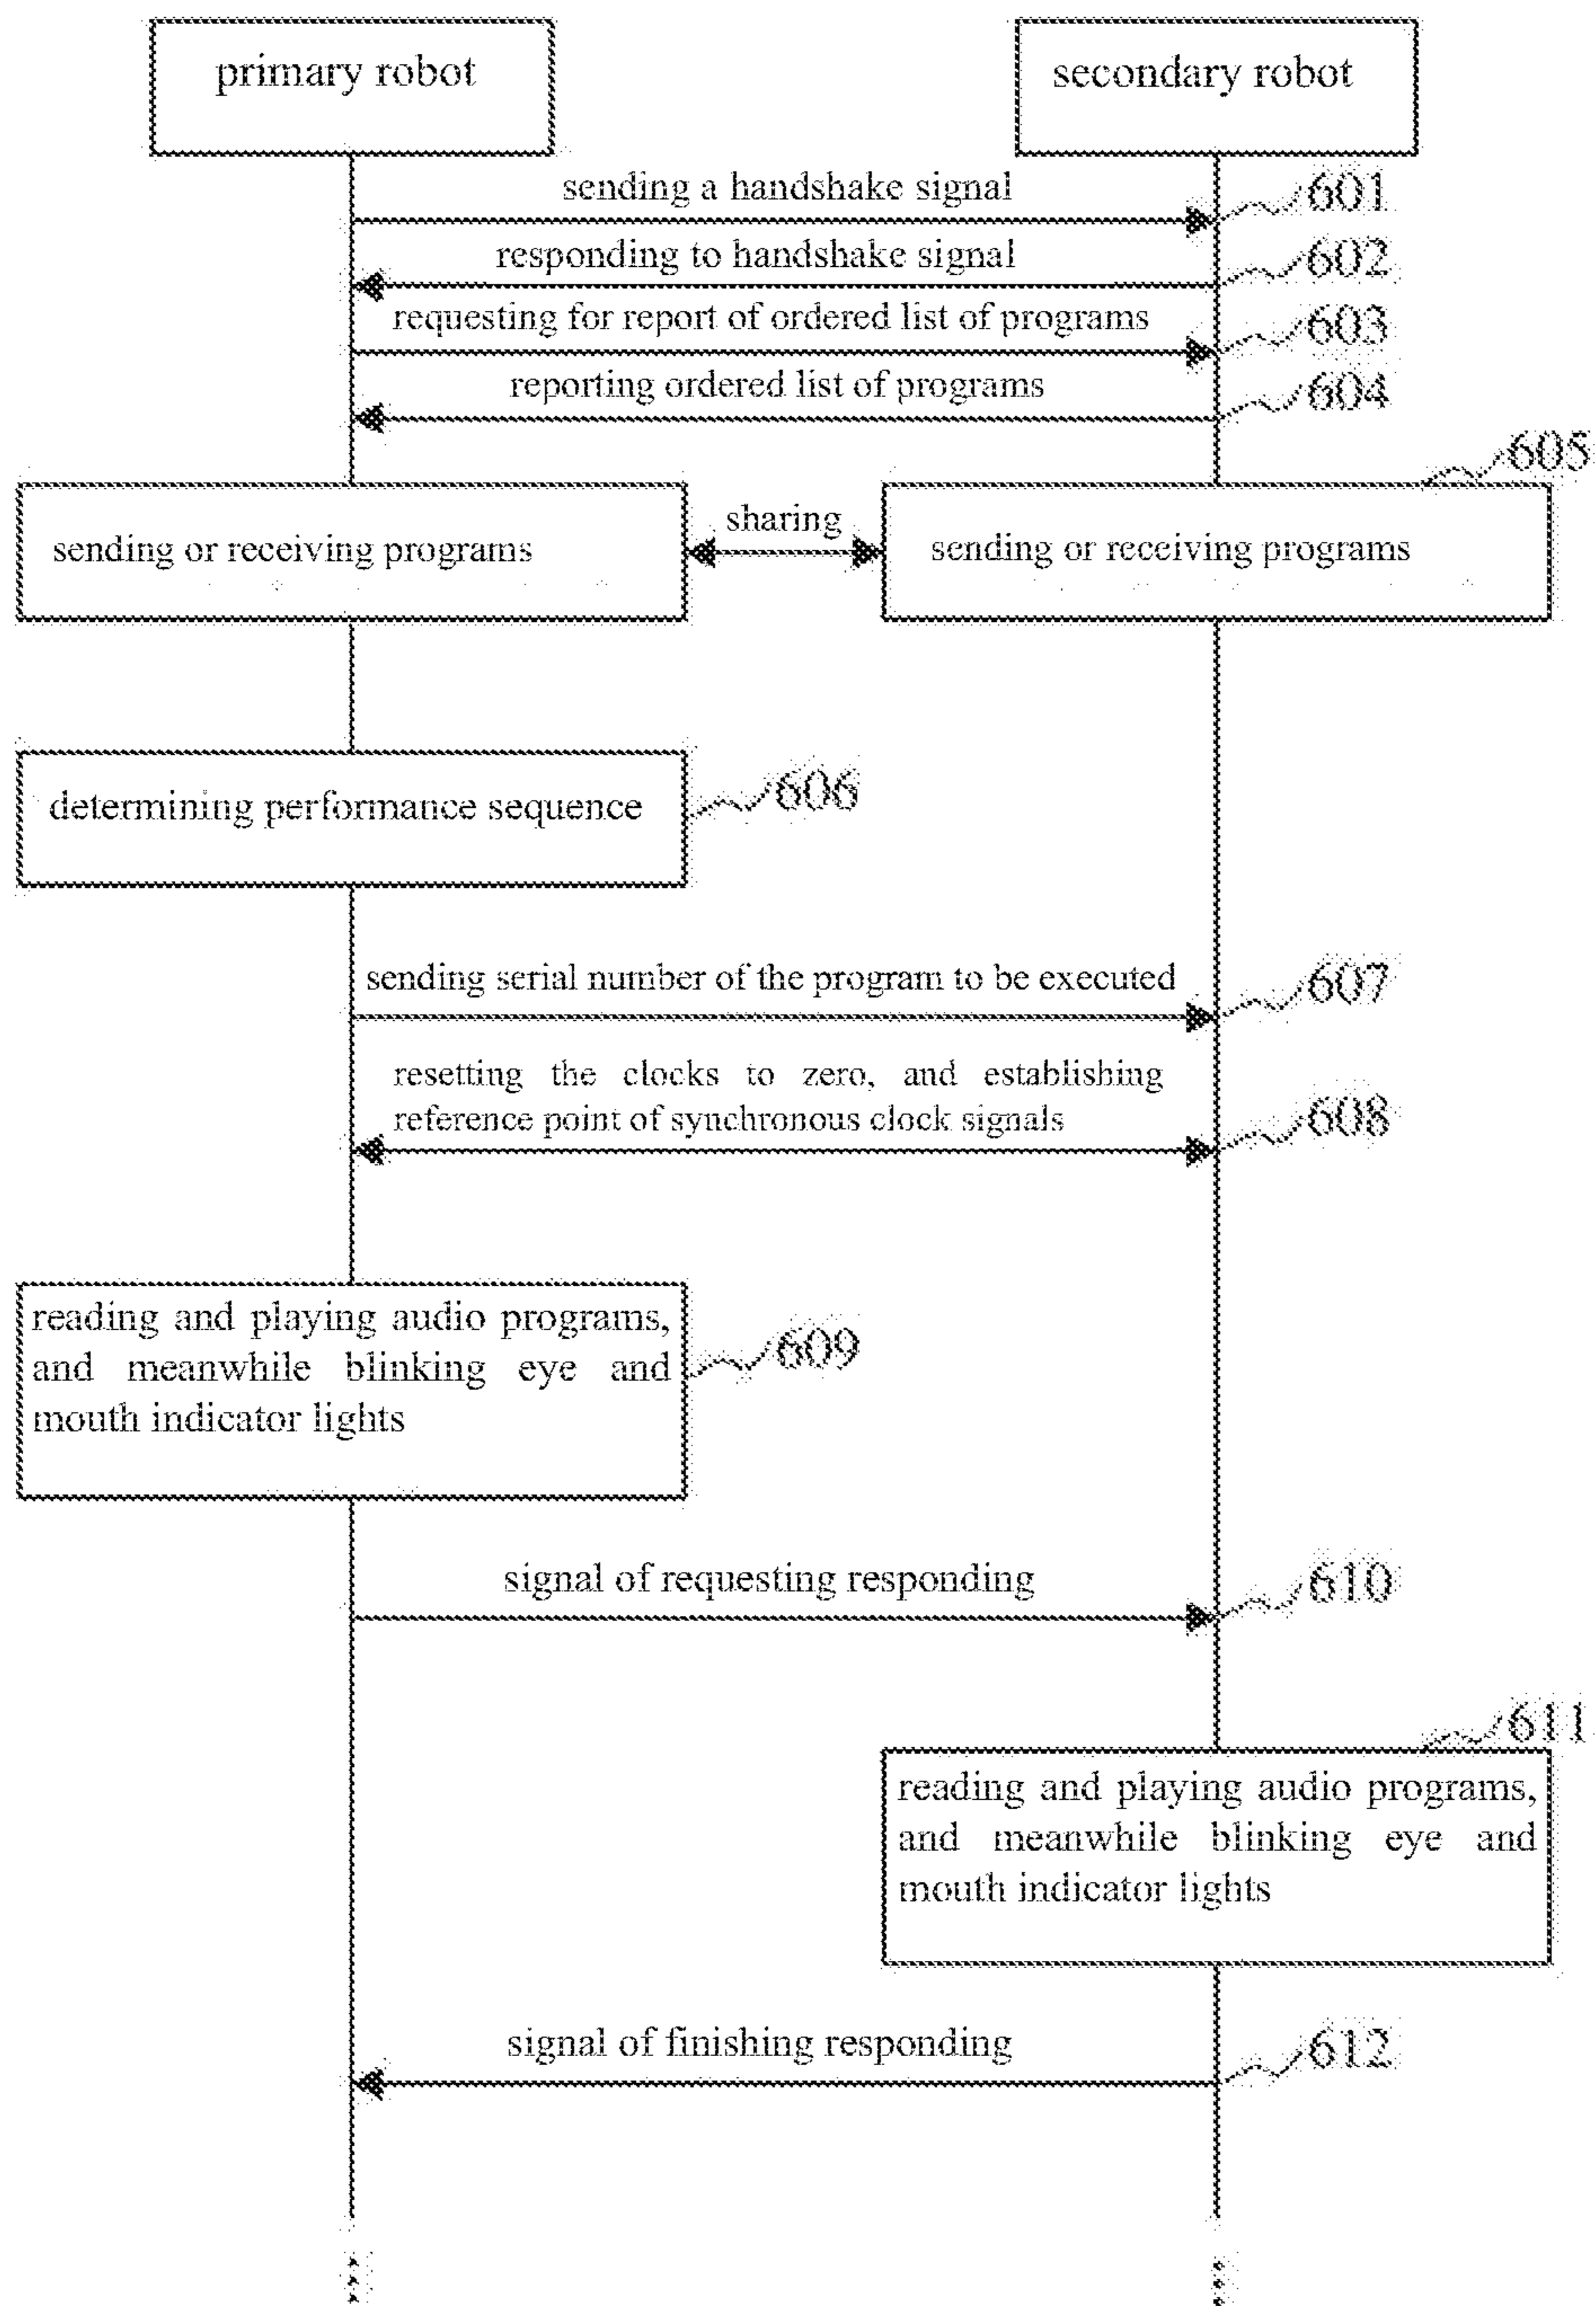 primary robot
secondary robot
sending a handshake signal
601
responding to handshake signal
602
requesting for report of ordered list of programs
603
reporting ordered list of programs
604
605
sending or receiving programs
sharing
sending or receiving programs
determining performance sequence
606
sending serial number of the program to be executed
607
resetting the clocks to zero, and establishing
reference point of synchronous clock signals
608
reading and playing audio programs,
and meanwhile blinking eye and
mouth indicator lights
609
signal of requesting responding
610
611
reading and playing audio programs,
and meanwhile blinking eye and
mouth indicator lights
signal of finishing responding
612